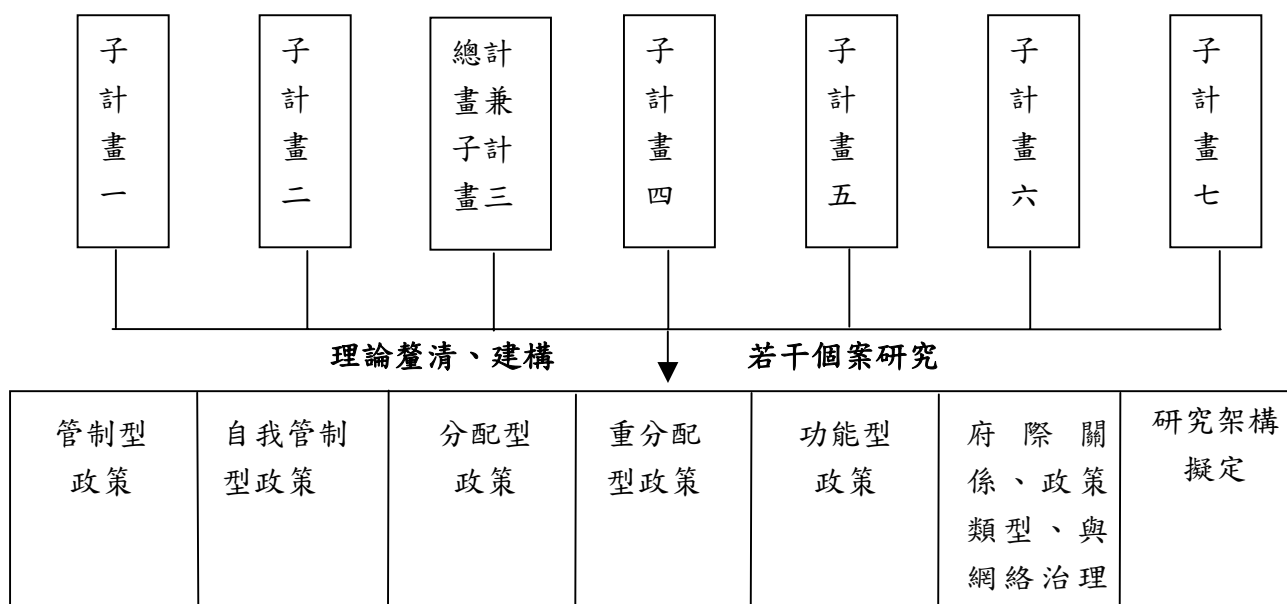 子計畫一
子計畫二
總計
畫兼
子計
畫三
子計畫四
子計畫五
子計畫六
子計畫七
理論釐清、建構
若干個案研究
管制型
政策
自我管制
型政策
分配型
政策
重分配
型政策
功能型
政策
府際關
係、政策
類型、與
網絡治理
研究架構
擬定